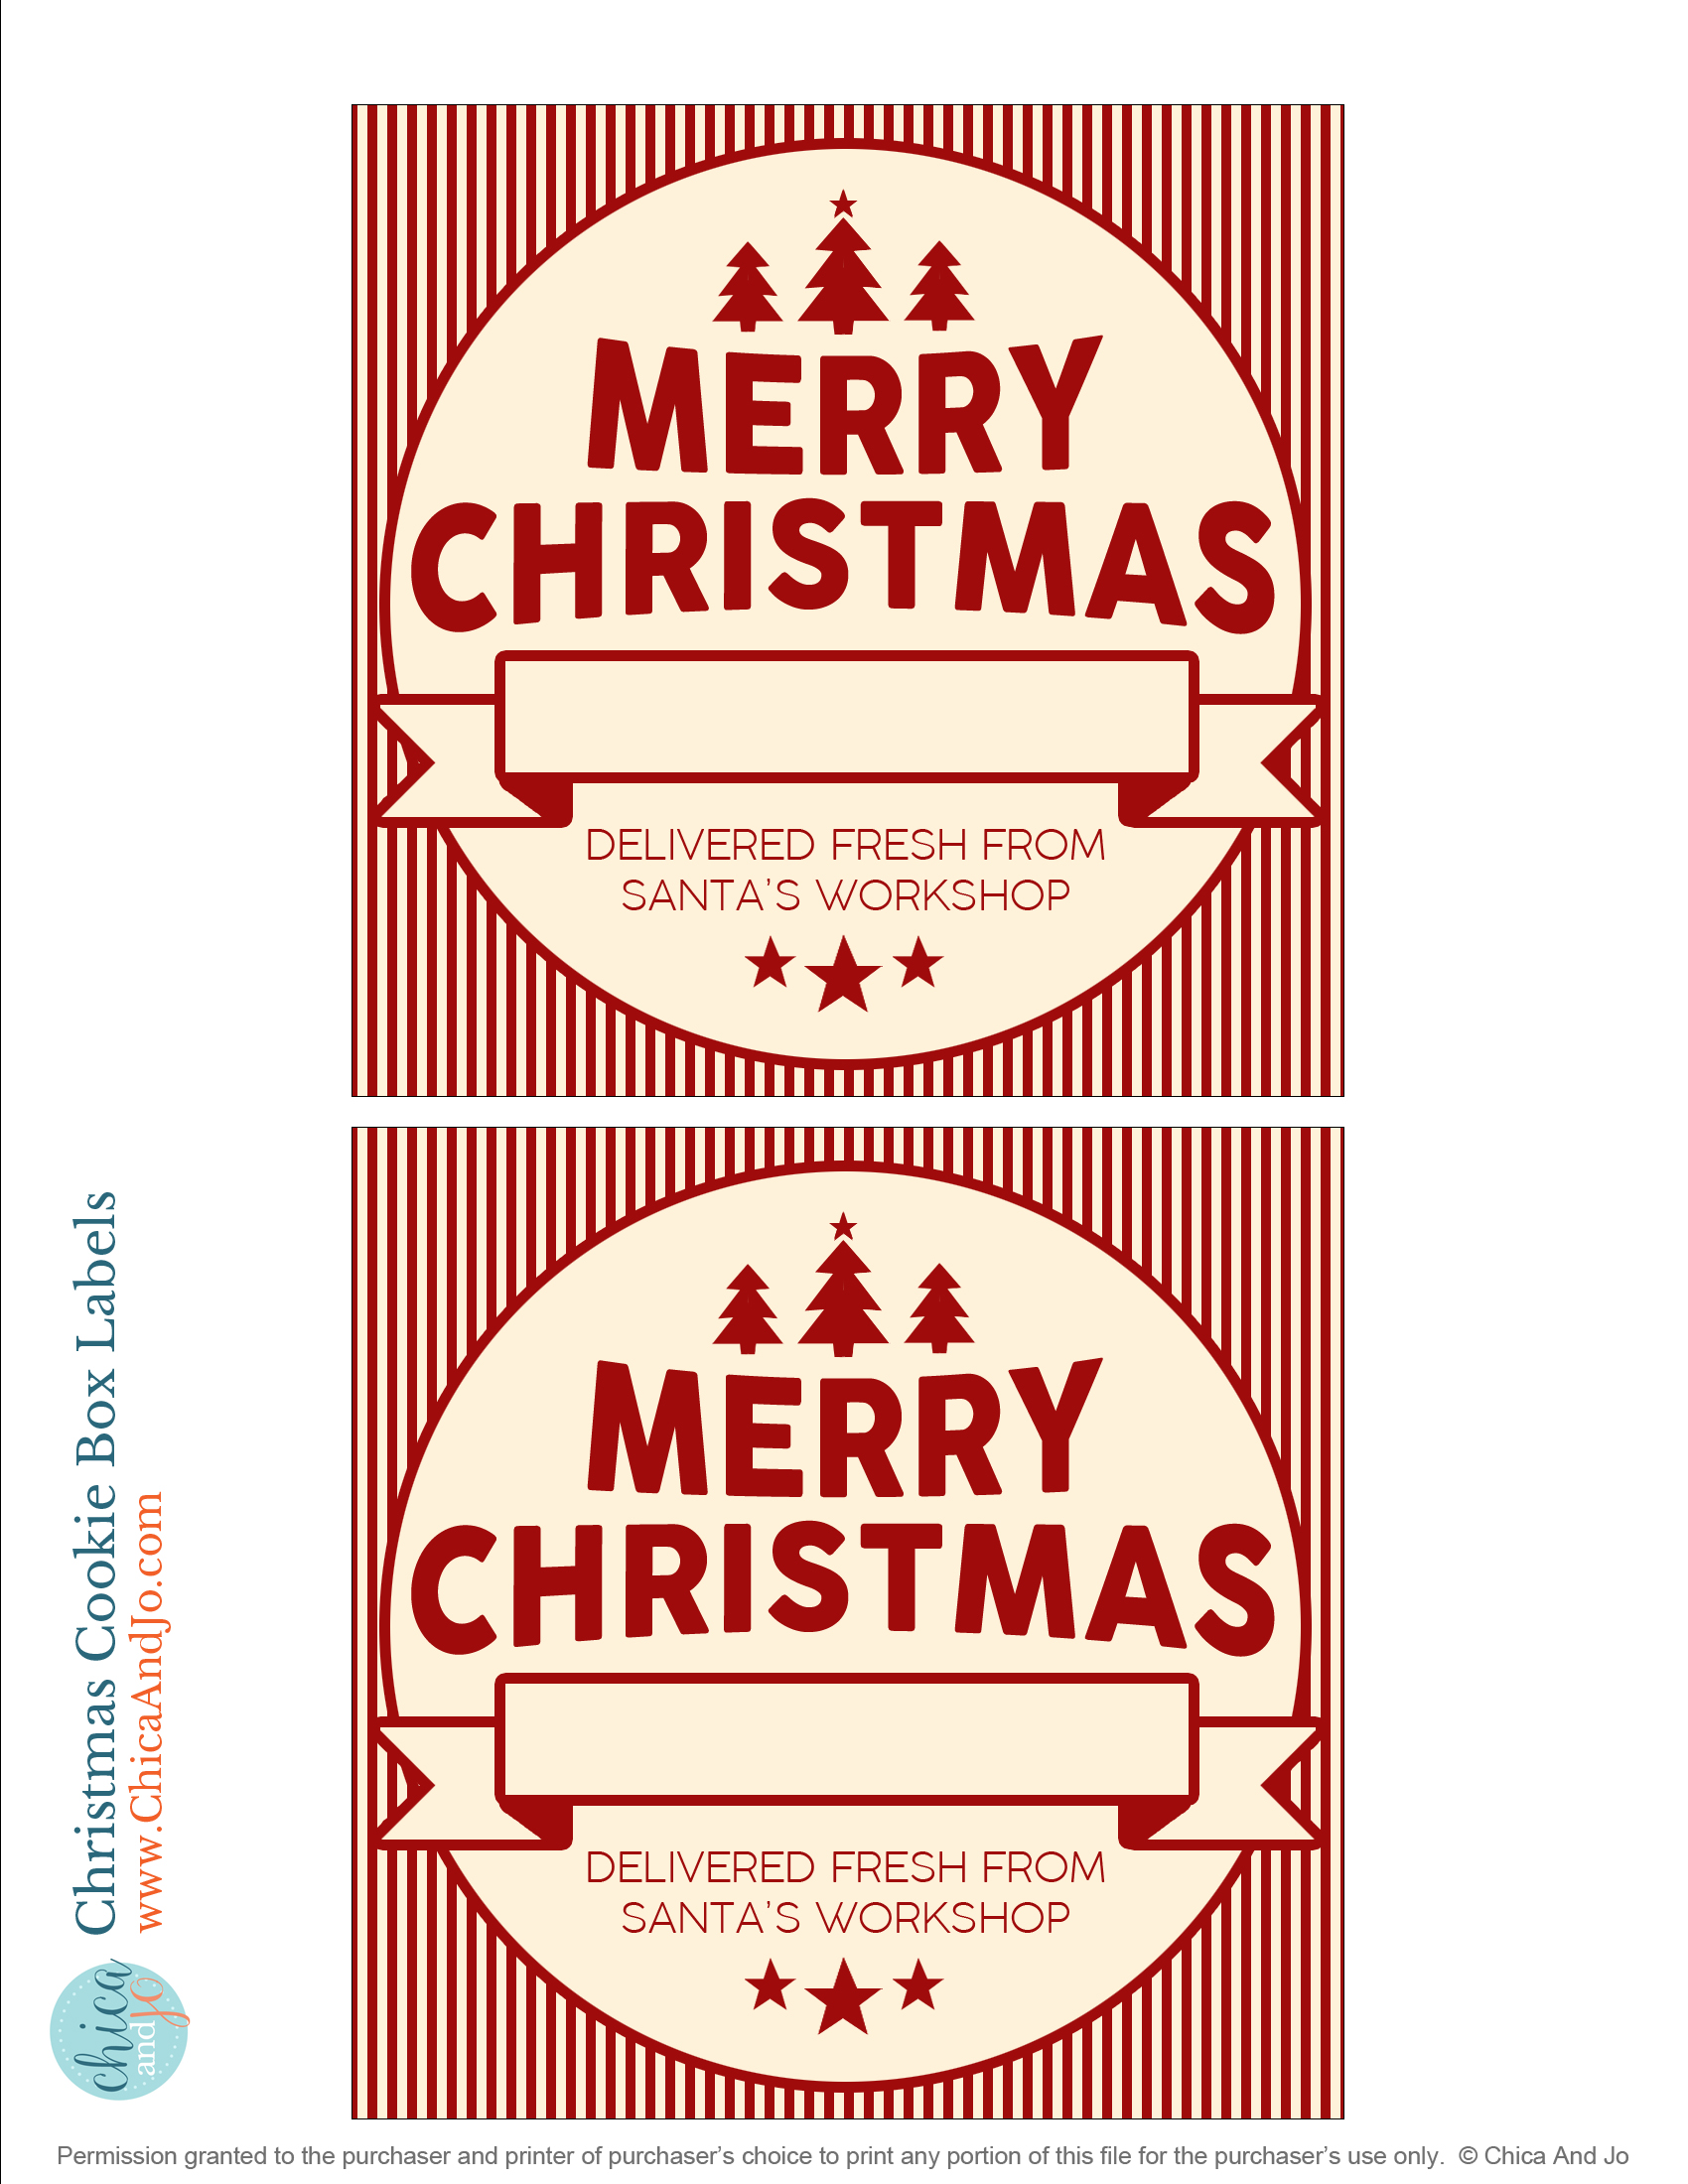 MERRY
CHRISTMAS
DELIVERED FRESH FROM
SANTA'S WORKSHOP
MERRY
CHRISTMAS
DELIVERED FRESH FROM
SANTA'S WORKSHOP
Christmas Cookie Box Labels
www.ChicaAndJo.com
chica
and jo
Permission granted to the purchaser and printer of purchaser’s choice to print any portion of this file for the purchaser’s use only.  © Chica And Jo